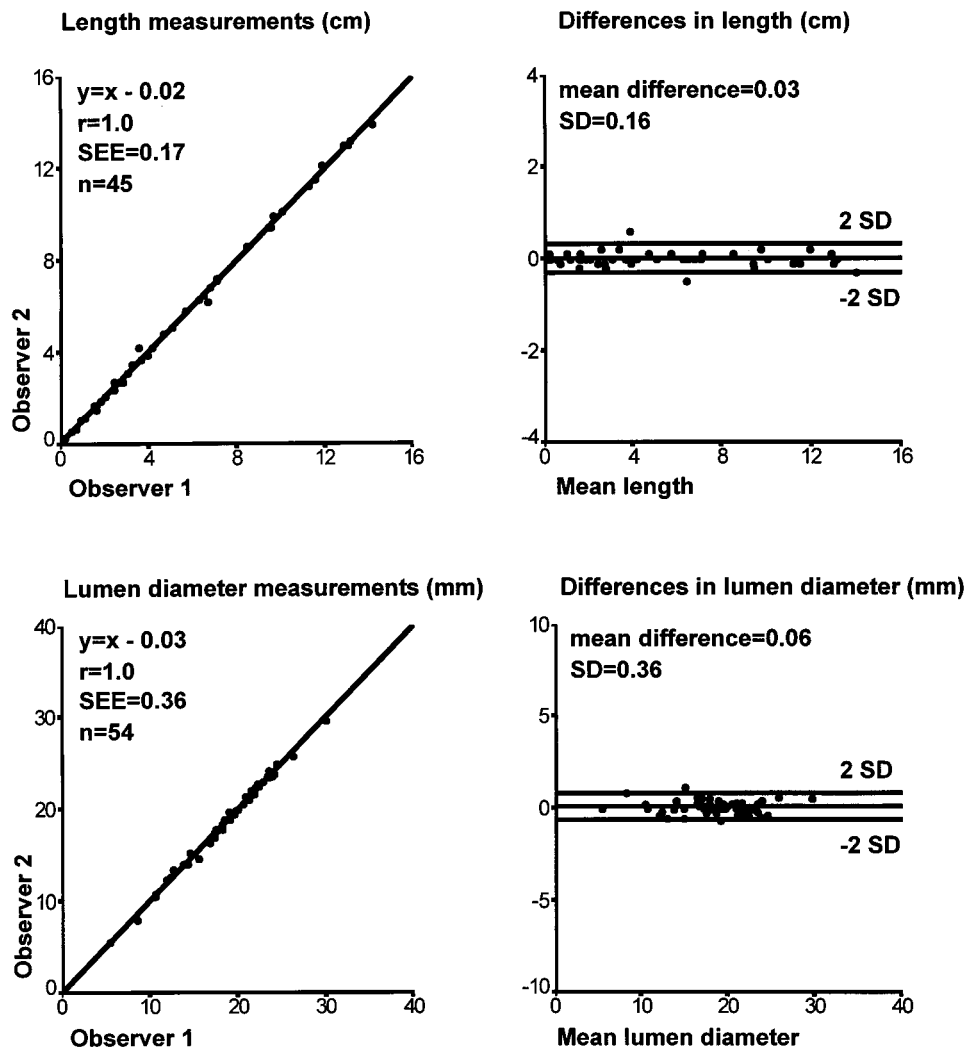 Length measurements (cm)
y=x - 0.02
r=1.0
SEE=0.17
n=45
16
12
8
4
0
Observer 2
0 4 8 12 16
Observer 1
Differences in length (cm)
mean difference=0.03
SD=0.16
4
2
0
-2
-4
2 SD
-2 SD
0 4 8 12 16
Mean length
Lumen diameter measurements (mm)
y=x - 0.03
r=1.0
SEE=0.36
n=54
40
30
20
10
0
Observer 2
0 10 20 30 40
Observer 1
Differences in lumen diameter (mm)
mean difference=0.06
SD=0.36
10
5
0
-5
-10
2 SD
-2 SD
0 10 20 30 40
Mean lumen diameter